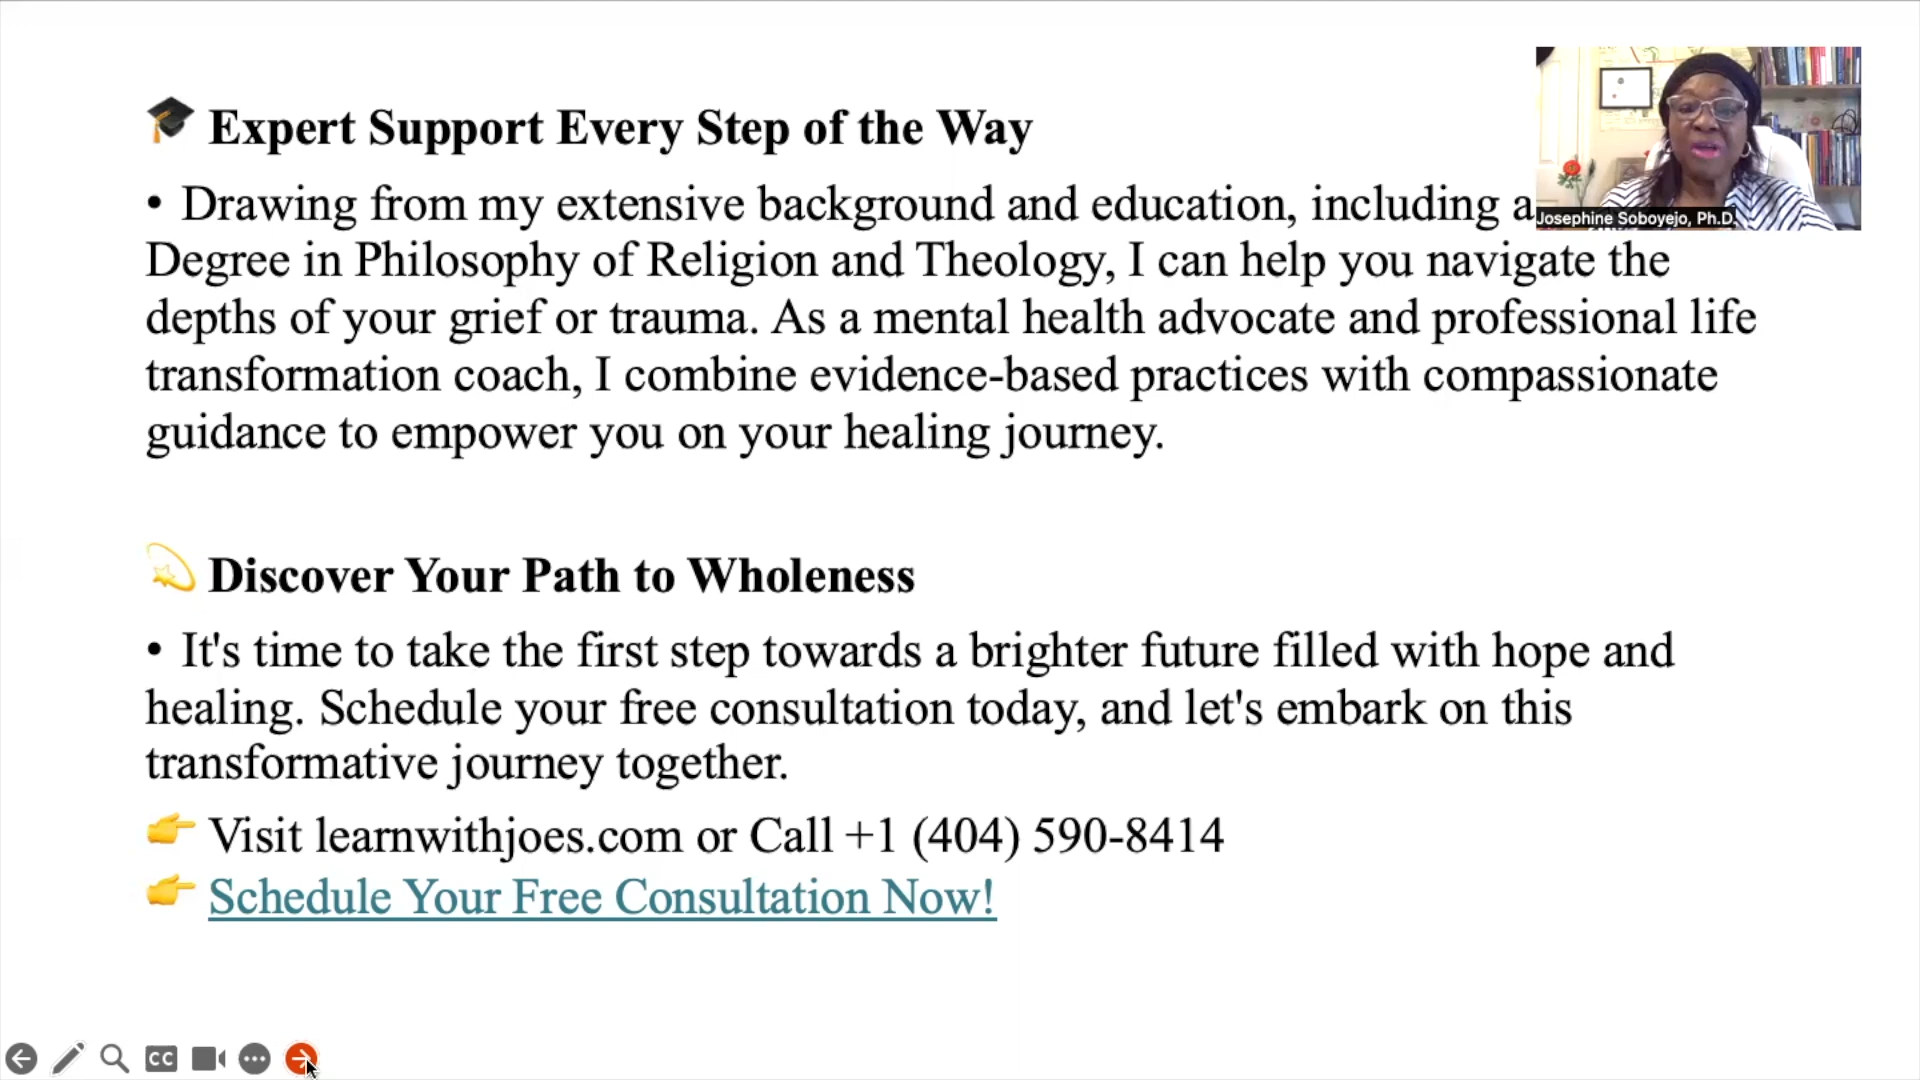 Expert Support Every Step of the Way
• Drawing from my extensive background and education, including a
Josephine Soboyejo, Ph.D.
Degree in Philosophy of Religion and Theology, I can help you navigate the
depths of your grief or trauma. As a mental health advocate and professional life
transformation coach, I combine evidence-based practices with compassionate
guidance to empower you on your healing journey.
Discover Your Path to Wholeness
• It's time to take the first step towards a brighter future filled with hope and
healing. Schedule your free consultation today, and let's embark on this
transformative journey together.
Visit learnwithjoes.com or Call +1 (404) 590-8414
Schedule Your Free Consultation Now!
CC